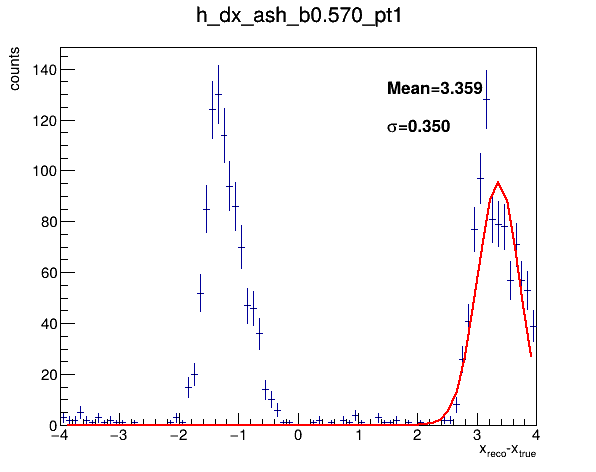 h_dx_ash_b0.570_pt1
counts
Mean=3.359
σ=0.350
140
120
100
80
60
40
20
0
−4 −3 −2 −1 0 1 2 3 4
x_reco-x_true